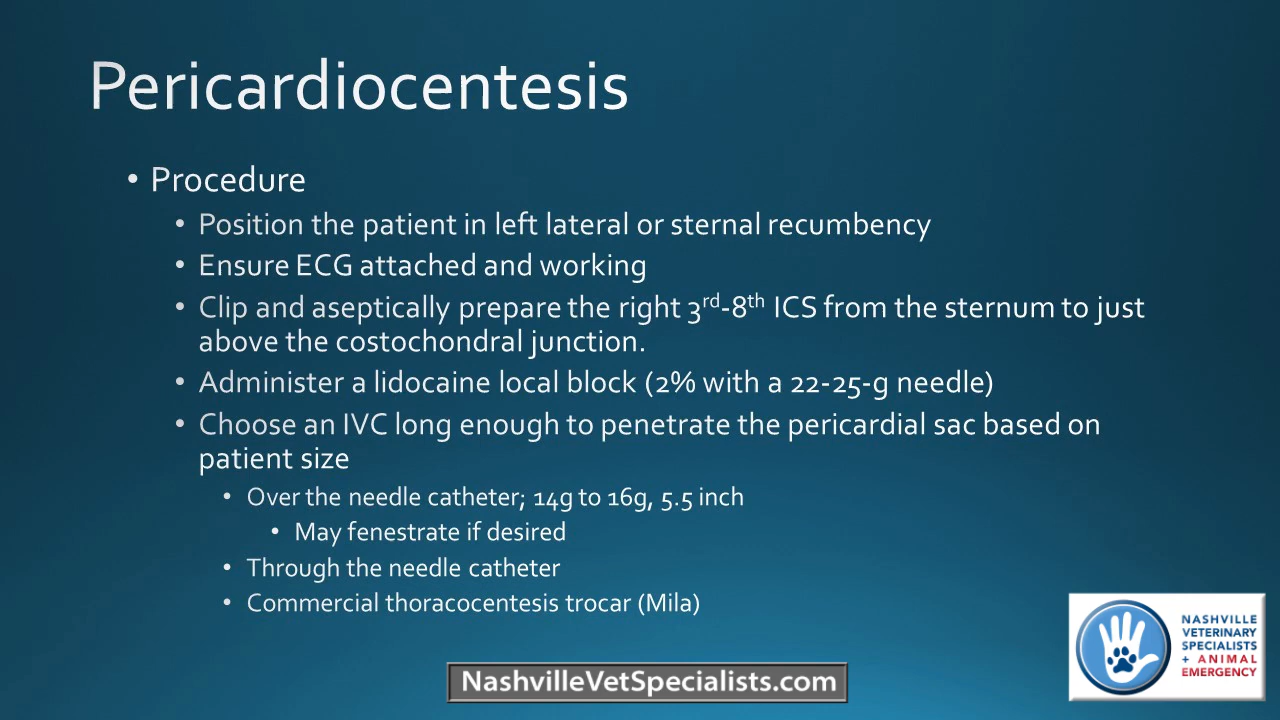 Pericardiocentesis
• Procedure
• Position the patient in left lateral or sternal recumbency
• Ensure ECG attached and working
• Clip and aseptically prepare the right 3rd-8th ICS from the sternum to just
above the costochondral junction.
• Administer a lidocaine local block (2% with a 22-25-g needle)
• Choose an IVC long enough to penetrate the pericardial sac based on
patient size
• Over the needle catheter; 14g to 16g, 5.5 inch
• May fenestrate if desired
• Through the needle catheter
• Commercial thoracocentesis trocar (Mila)
NASHVILLE
VETERINARY
SPECIALISTS
+ ANIMAL
EMERGENCY
NashvilleVetSpecialists.com